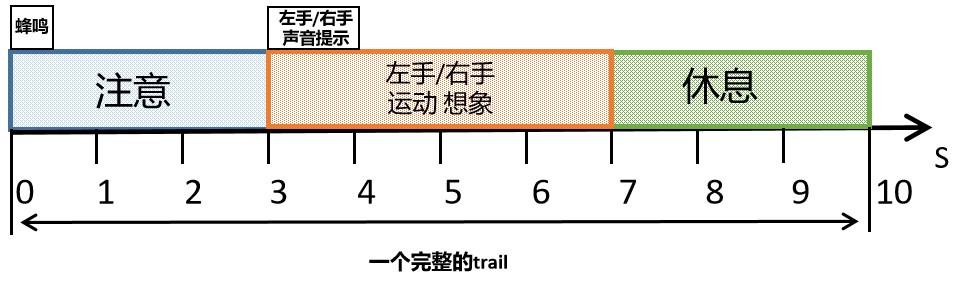 蜂鸣
左手/右手
声音提示
注意
左手/右手
运动 想象
休息
S
0 1 2 3 4 5 6 7 8 9 10
一个完整的trail